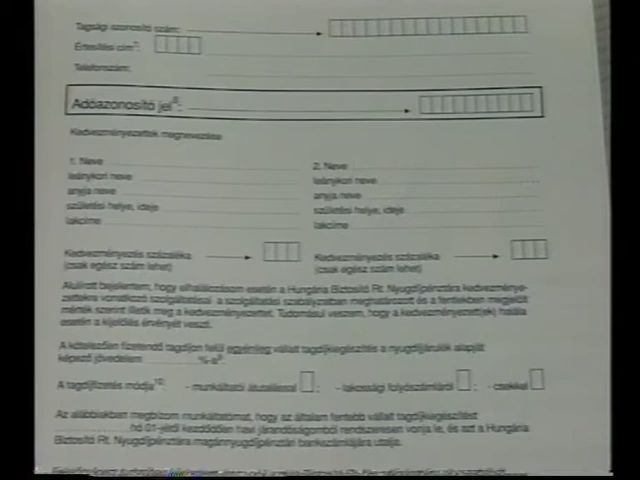 Tagsági azonosító szám:
Értesítési cím⁷:
Telefonszám:
Adóazonosító jel⁸:
Kedvezményezettek megnevezése
1. Neve
leánykori neve
anyja neve
születési helye, ideje
lakcíme
2. Neve
leánykori neve
anyja neve
születési helye, ideje
lakcíme
Kedvezményezés százaléka
(csak egész szám lehet)
Kedvezményezés százaléka
(csak egész szám lehet)
Alulírott bejelentem, hogy elhalálozásom esetén a Hungária Biztosító Rt. Nyugdíjpénztára kedvezménye-
zettekre vonatkozó szolgáltatásai a szolgáltatási szabályzatban meghatározott és a fentiekben megjelölt
mérték szerint illetik meg a kedvezményezettet. Tudomásul veszem, hogy a kedvezményezett(ek) halála
esetén a kijelölés érvényét veszti.
A kötelezően fizetendő tagdíjon felül egyénileg vállalt tagdíjkiegészítés a nyugdíjjárulék alapját
képező jövedelem %-a⁹.
A tagdíjfizetés módja¹⁰: - munkáltatói átutalással ; - lakossági folyószámláról ; - csekkel
Az alábbiakban megbízom munkáltatómat, hogy az általam fentebb vállalt tagdíjkiegészítést
hó 01-jétől kezdődően havi járandóságomból rendszeresen vonja le, és azt a Hungária
Biztosító Rt. Nyugdíjpénztára magánnyugdíjpénztári bankszámlájára utalja.